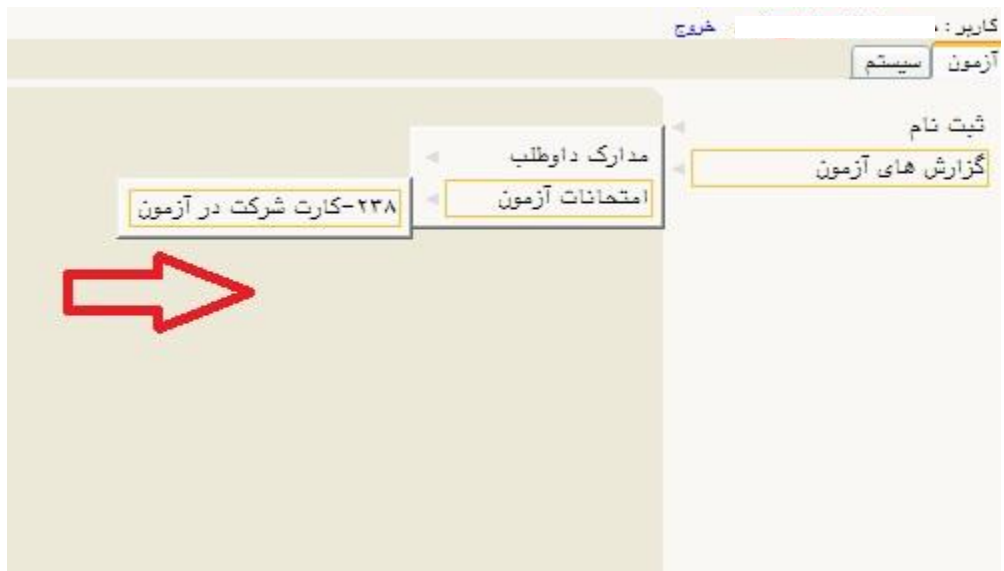 کاربر : خروج
آزمون سیستم
ثبت نام
گزارش های آزمون
مدارک داوطلب
امتحانات آزمون
۲۳۸-کارت شرکت در آزمون